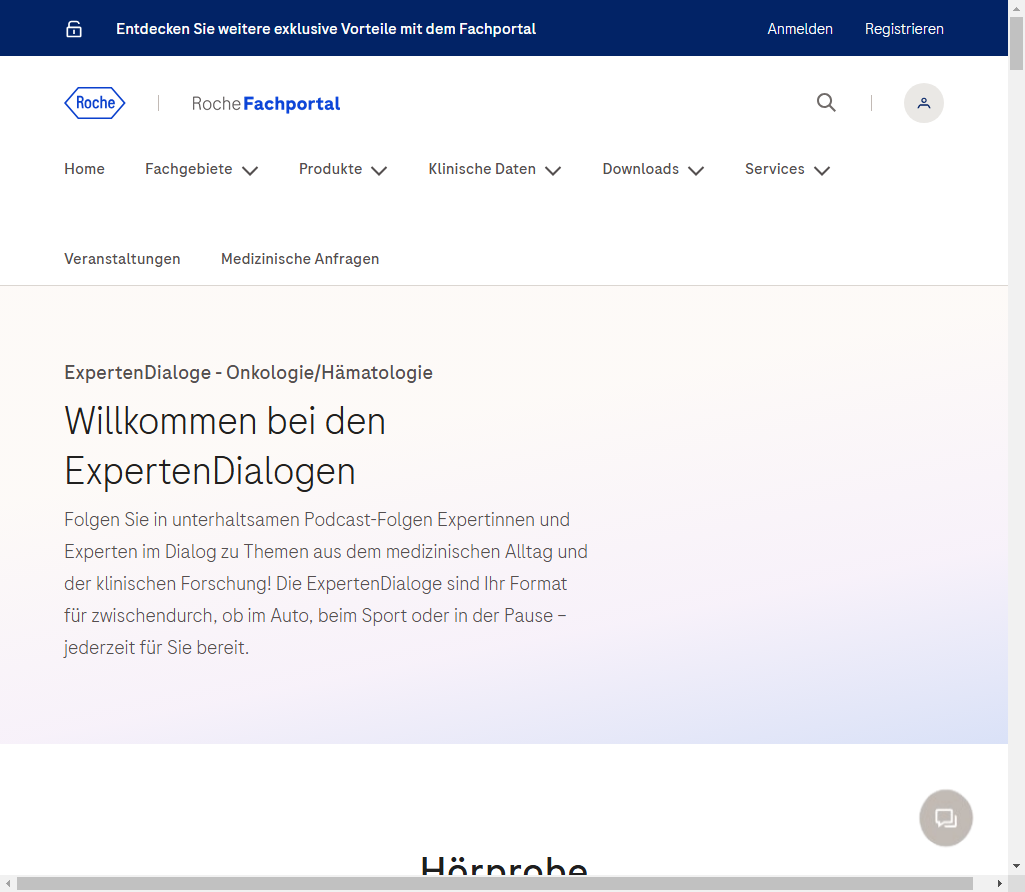 Entdecken Sie weitere exklusive Vorteile mit dem Fachportal
Anmelden
Registrieren
Roche
Roche Fachportal
Home
Fachgebiete
Produkte
Klinische Daten
Downloads
Services
Veranstaltungen
Medizinische Anfragen
ExpertenDialoge - Onkologie/Hämatologie
Willkommen bei den
ExpertenDialogen
Folgen Sie in unterhaltsamen Podcast-Folgen Expertinnen und
Experten im Dialog zu Themen aus dem medizinischen Alltag und
der klinischen Forschung! Die ExpertenDialoge sind Ihr Format
für zwischendurch, ob im Auto, beim Sport oder in der Pause –
jederzeit für Sie bereit.
Hörprobe